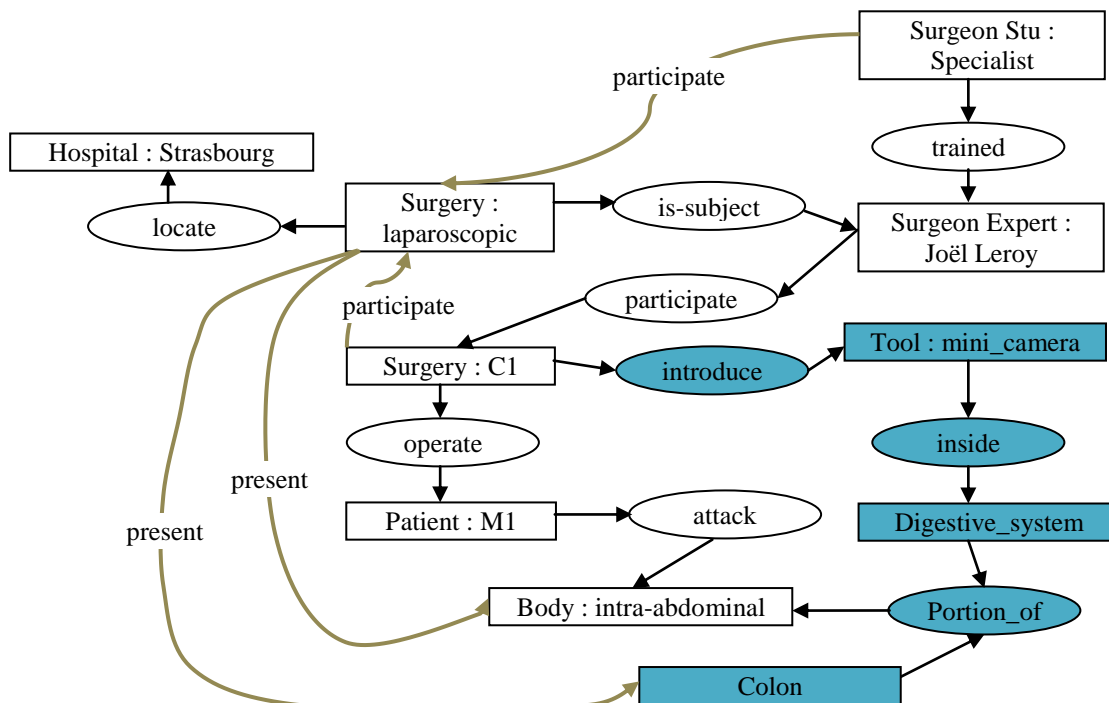 Surgeon Stu :
Specialist
participate
trained
Hospital : Strasbourg
Surgery :
laparoscopic
is-subject
locate
Surgeon Expert :
Joël Leroy
participate
participate
Tool : mini_camera
Surgery : C1
introduce
operate
inside
present
Patient : M1
attack
Digestive_system
present
Body : intra-abdominal
Portion_of
Colon